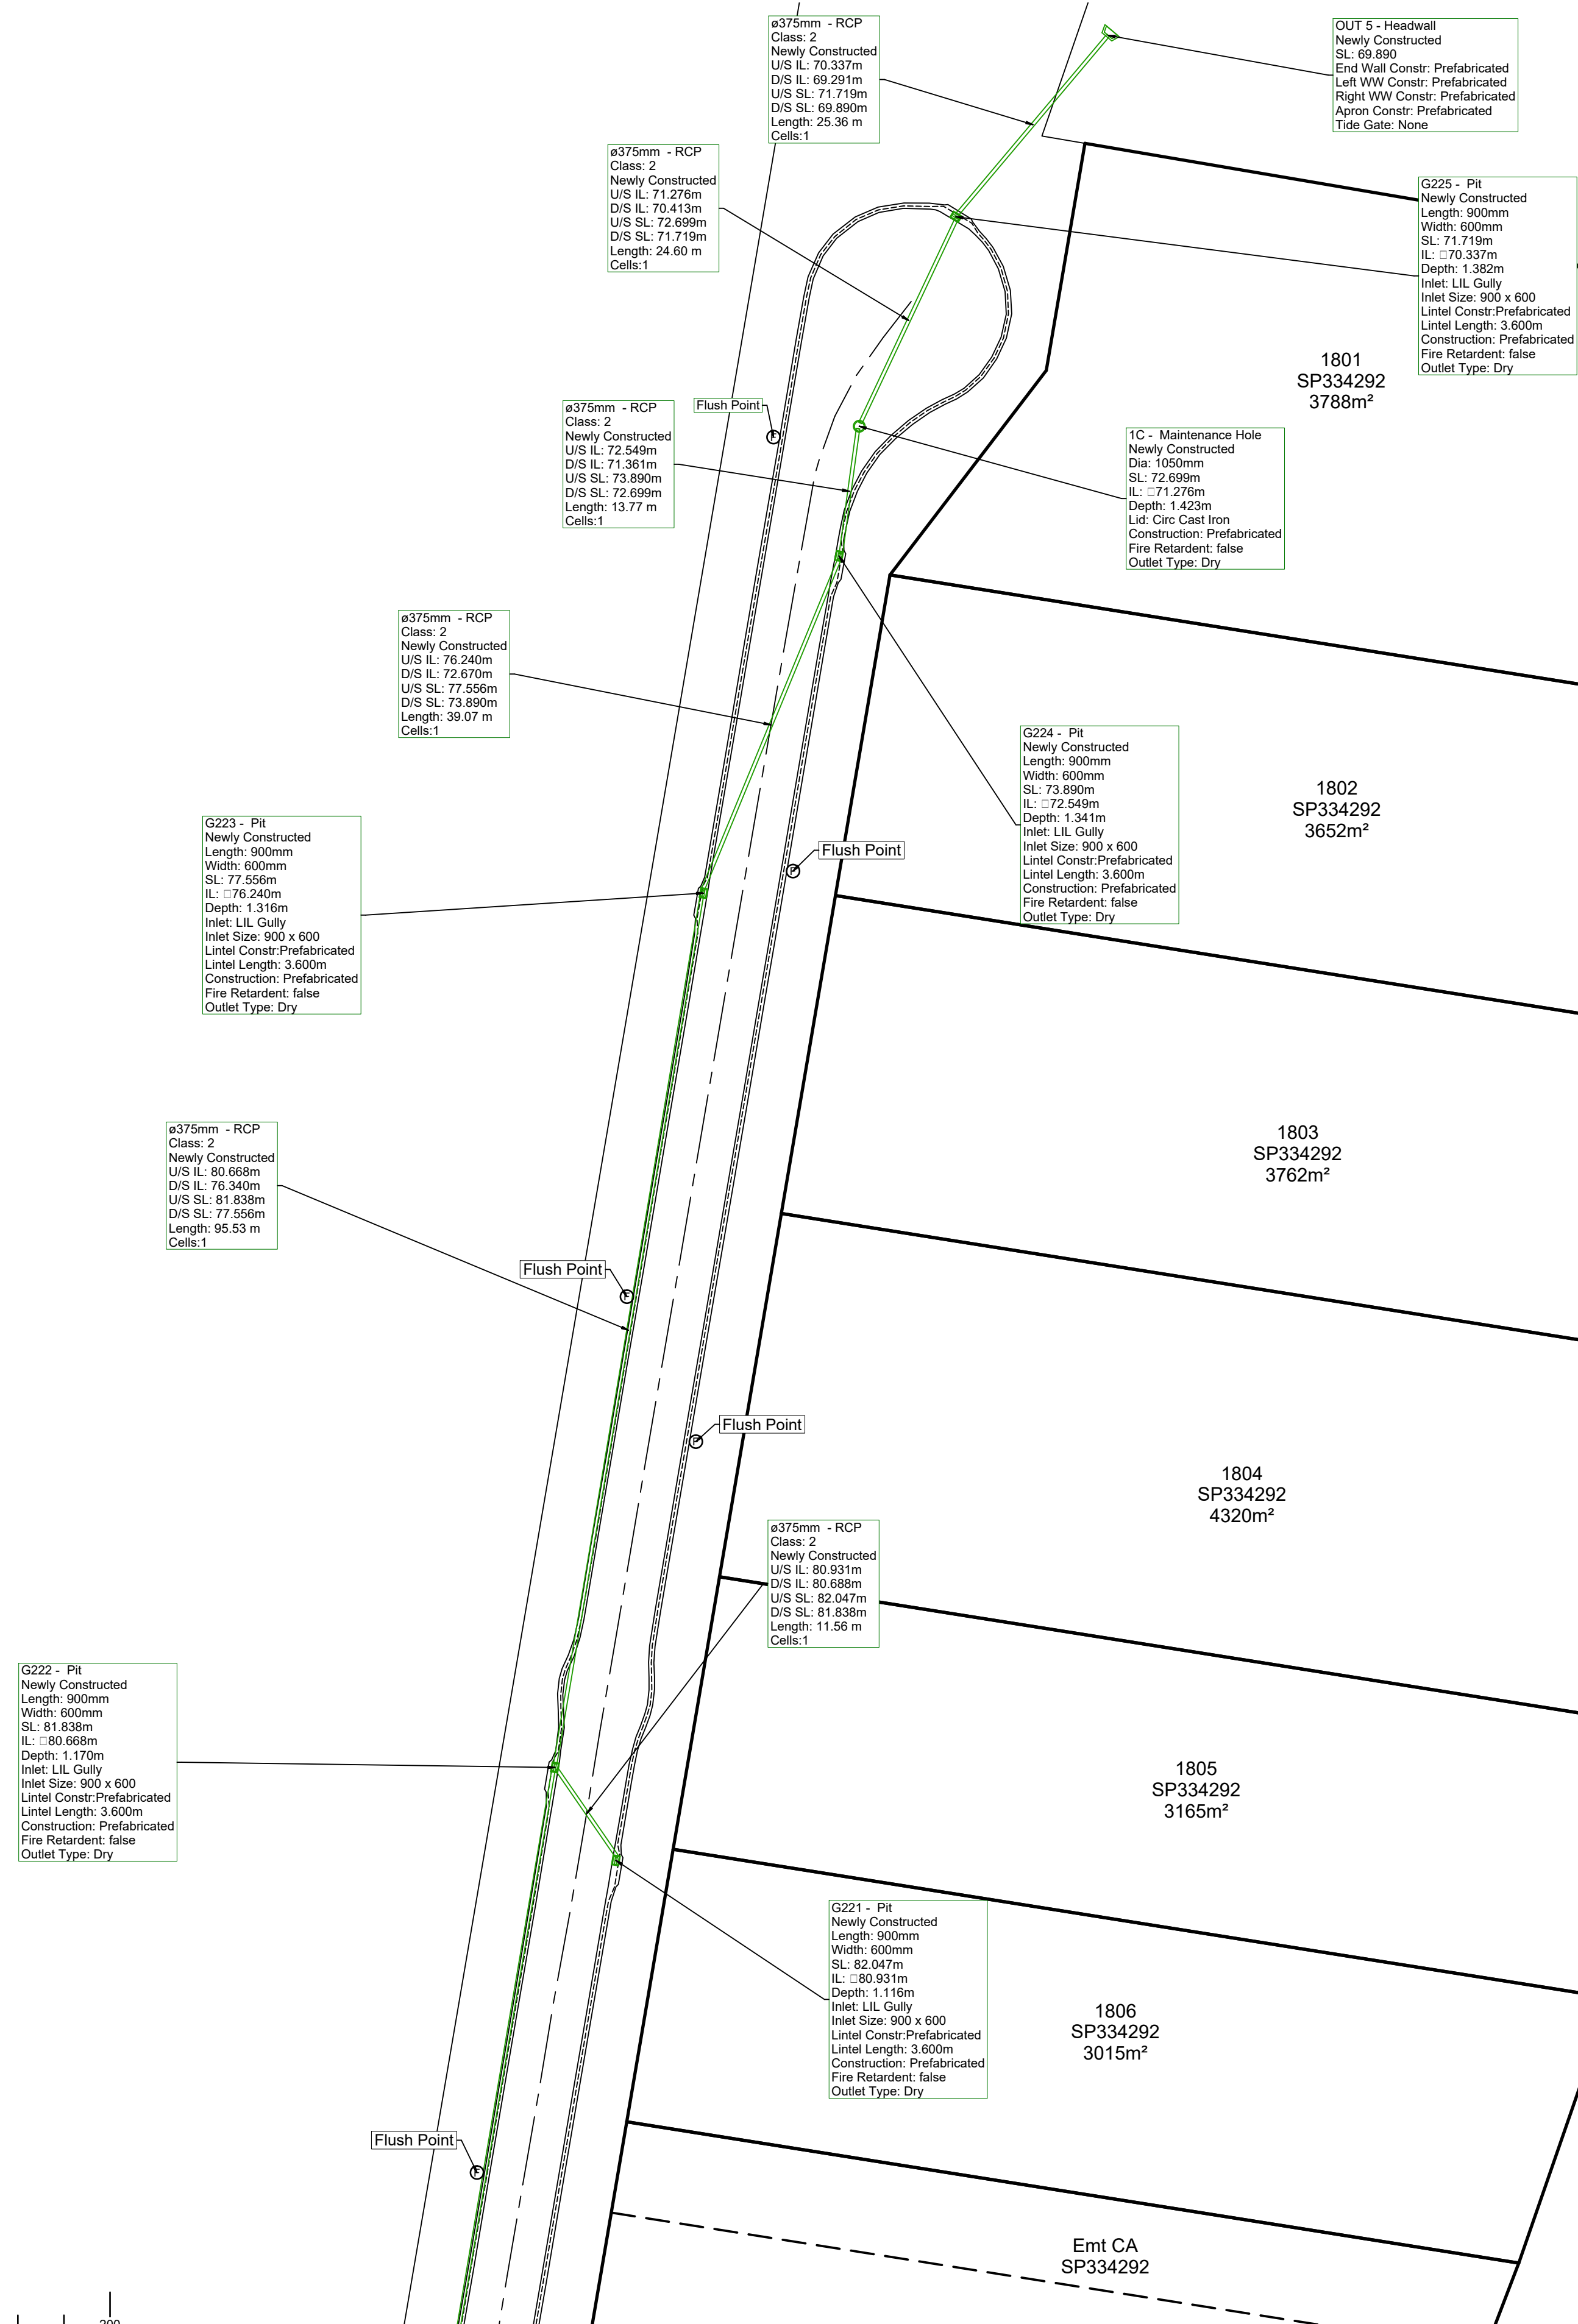 ø375mm - RCP
Class: 2
Newly Constructed
U/S IL: 70.337m
D/S IL: 69.291m
U/S SL: 71.719m
D/S SL: 69.890m
Length: 25.36 m
Cells:1
OUT 5 - Headwall
Newly Constructed
SL: 69.890
End Wall Constr: Prefabricated
Left WW Constr: Prefabricated
Right WW Constr: Prefabricated
Apron Constr: Prefabricated
Tide Gate: None
ø375mm - RCP
Class: 2
Newly Constructed
U/S IL: 71.276m
D/S IL: 70.413m
U/S SL: 72.699m
D/S SL: 71.719m
Length: 24.60 m
Cells:1
G225 - Pit
Newly Constructed
Length: 900mm
Width: 600mm
SL: 71.719m
IL: □70.337m
Depth: 1.382m
Inlet: LIL Gully
Inlet Size: 900 x 600
Lintel Constr:Prefabricated
Lintel Length: 3.600m
Construction: Prefabricated
Fire Retardent: false
Outlet Type: Dry
1801
SP334292
3788m²
Flush Point
ø375mm - RCP
Class: 2
Newly Constructed
U/S IL: 72.549m
D/S IL: 71.361m
U/S SL: 73.890m
D/S SL: 72.699m
Length: 13.77 m
Cells:1
1C - Maintenance Hole
Newly Constructed
Dia: 1050mm
SL: 72.699m
IL: □71.276m
Depth: 1.423m
Lid: Circ Cast Iron
Construction: Prefabricated
Fire Retardent: false
Outlet Type: Dry
ø375mm - RCP
Class: 2
Newly Constructed
U/S IL: 76.240m
D/S IL: 72.670m
U/S SL: 77.556m
D/S SL: 73.890m
Length: 39.07 m
Cells:1
G224 - Pit
Newly Constructed
Length: 900mm
Width: 600mm
SL: 73.890m
IL: □72.549m
Depth: 1.341m
Inlet: LIL Gully
Inlet Size: 900 x 600
Lintel Constr:Prefabricated
Lintel Length: 3.600m
Construction: Prefabricated
Fire Retardent: false
Outlet Type: Dry
1802
SP334292
3652m²
G223 - Pit
Newly Constructed
Length: 900mm
Width: 600mm
SL: 77.556m
IL: □76.240m
Depth: 1.316m
Inlet: LIL Gully
Inlet Size: 900 x 600
Lintel Constr:Prefabricated
Lintel Length: 3.600m
Construction: Prefabricated
Fire Retardent: false
Outlet Type: Dry
Flush Point
1803
SP334292
3762m²
ø375mm - RCP
Class: 2
Newly Constructed
U/S IL: 80.668m
D/S IL: 76.340m
U/S SL: 81.838m
D/S SL: 77.556m
Length: 95.53 m
Cells:1
Flush Point
Flush Point
1804
SP334292
4320m²
ø375mm - RCP
Class: 2
Newly Constructed
U/S IL: 80.931m
D/S IL: 80.688m
U/S SL: 82.047m
D/S SL: 81.838m
Length: 11.56 m
Cells:1
G222 - Pit
Newly Constructed
Length: 900mm
Width: 600mm
SL: 81.838m
IL: □80.668m
Depth: 1.170m
Inlet: LIL Gully
Inlet Size: 900 x 600
Lintel Constr:Prefabricated
Lintel Length: 3.600m
Construction: Prefabricated
Fire Retardent: false
Outlet Type: Dry
1805
SP334292
3165m²
G221 - Pit
Newly Constructed
Length: 900mm
Width: 600mm
SL: 82.047m
IL: □80.931m
Depth: 1.116m
Inlet: LIL Gully
Inlet Size: 900 x 600
Lintel Constr:Prefabricated
Lintel Length: 3.600m
Construction: Prefabricated
Fire Retardent: false
Outlet Type: Dry
1806
SP334292
3015m²
Flush Point
Emt CA
SP334292